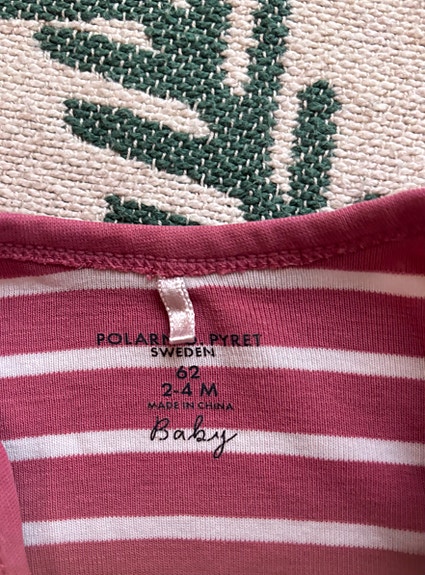 POLARN O. PYRET
SWEDEN
62
2-4 M
MADE IN CHINA
Baby